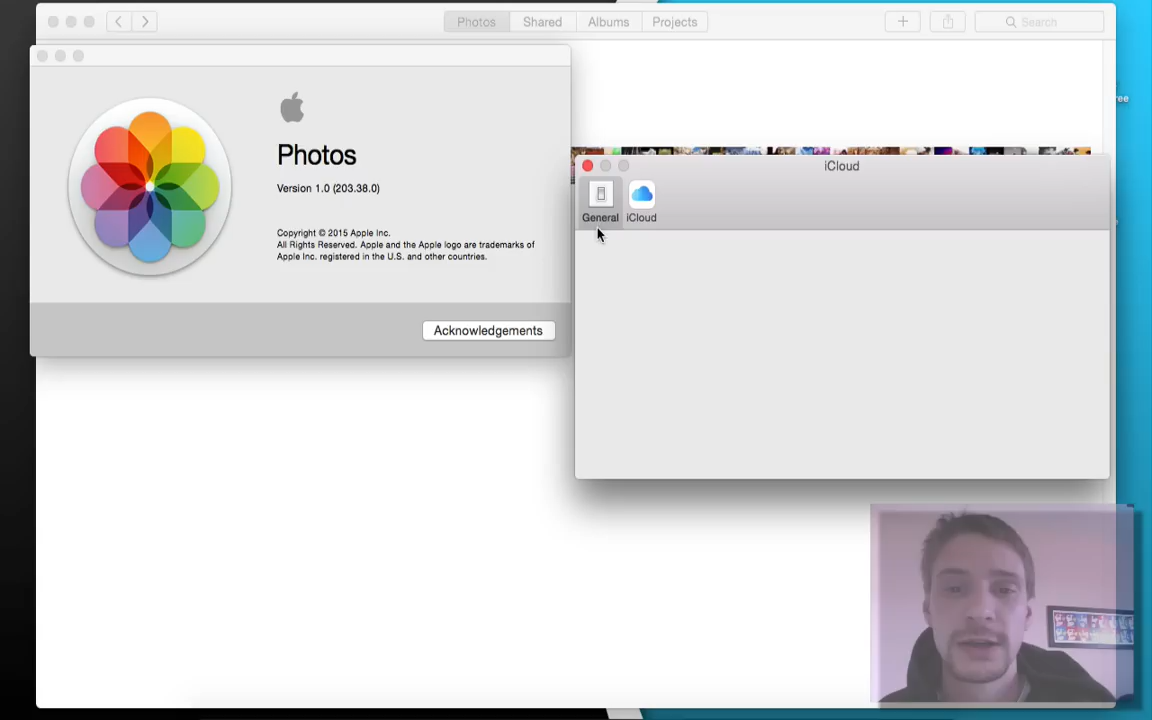 Photos Shared Albums Projects Search
ree
Photos
Version 1.0 (203.38.0)
Copyright © 2015 Apple Inc.
All Rights Reserved. Apple and the Apple logo are trademarks of
Apple Inc. registered in the U.S. and other countries.
Acknowledgements
iCloud
General iCloud